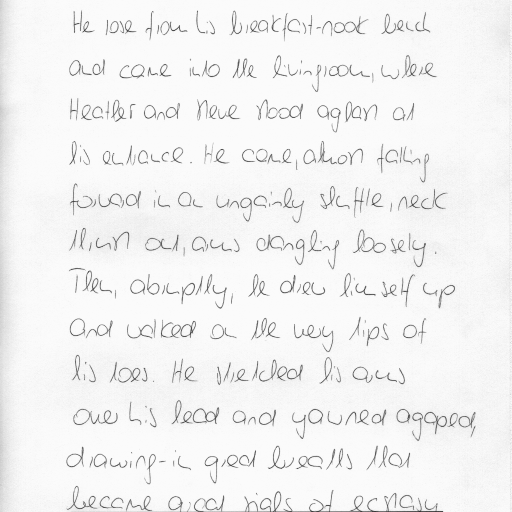 He rose from his breakfast-nook bench
and came into the livingroom, where
Heather and Steve stood aghast at
his entrance. He came, almost falling
forward in an ungainly shuffle, neck
thrust out, arms dangling loosely.
Then, abruptly, he drew himself up
and walked on the very tips of
his toes. He stretched his arms
over his head and yawned agaped,
drawing-in great breaths that
became great sighs of ecstasy